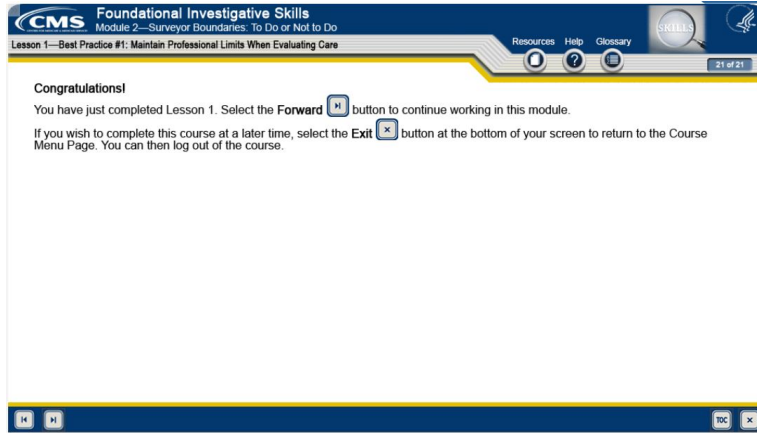 CMS
Foundational Investigative Skills
Module 2—Surveyor Boundaries: To Do or Not to Do
Lesson 1—Best Practice #1: Maintain Professional Limits When Evaluating Care
Resources Help Glossary
SKILLS
21 of 21
Congratulations!
You have just completed Lesson 1. Select the Forward button to continue working in this module.
If you wish to complete this course at a later time, select the Exit button at the bottom of your screen to return to the Course
Menu Page. You can then log out of the course.
TOC